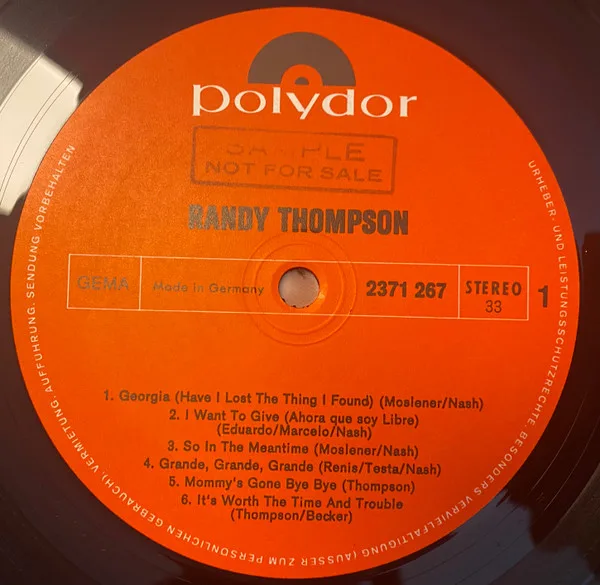 polydor
SAMPLE
NOT FOR SALE
RANDY THOMPSON
GEMA
Made in Germany
2371 267
STEREO
33
1
1. Georgia (Have I Lost The Thing I Found) (Moslener/Nash)
2. I Want To Give (Ahora que soy Libre)
(Eduardo/Marcelo/Nash)
3. So In The Meantime (Moslener/Nash)
4. Grande, Grande, Grande (Renis/Testa/Nash)
5. Mommy's Gone Bye Bye (Thompson)
6. It's Worth The Time And Trouble
(Thompson/Becker)
URHEBER- UND LEISTUNGSSCHUTZRECHTE, BESONDERS VERVIELFÄLTIGUNG (AUSSER ZUM PERSÖNLICHEN GEBRAUCH), VERMIETUNG, AUFFÜHRUNG, SENDUNG VORBEHALTEN